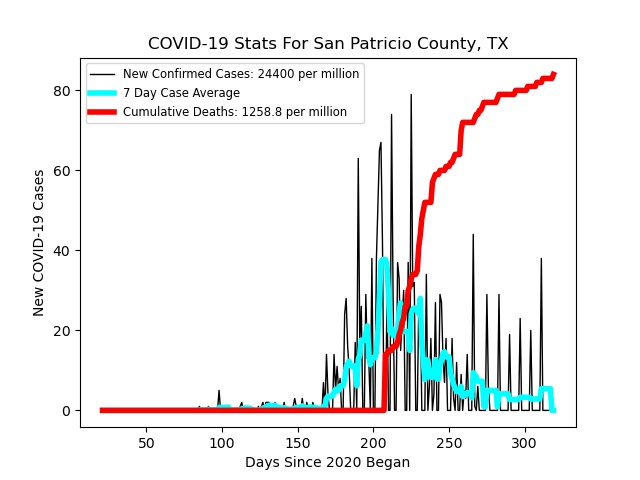 COVID-19 Stats For San Patricio County, TX
New Confirmed Cases: 24400 per million
7 Day Case Average
Cumulative Deaths: 1258.8 per million
New COVID-19 Cases
80
60
40
20
0
50 100 150 200 250 300
Days Since 2020 Began